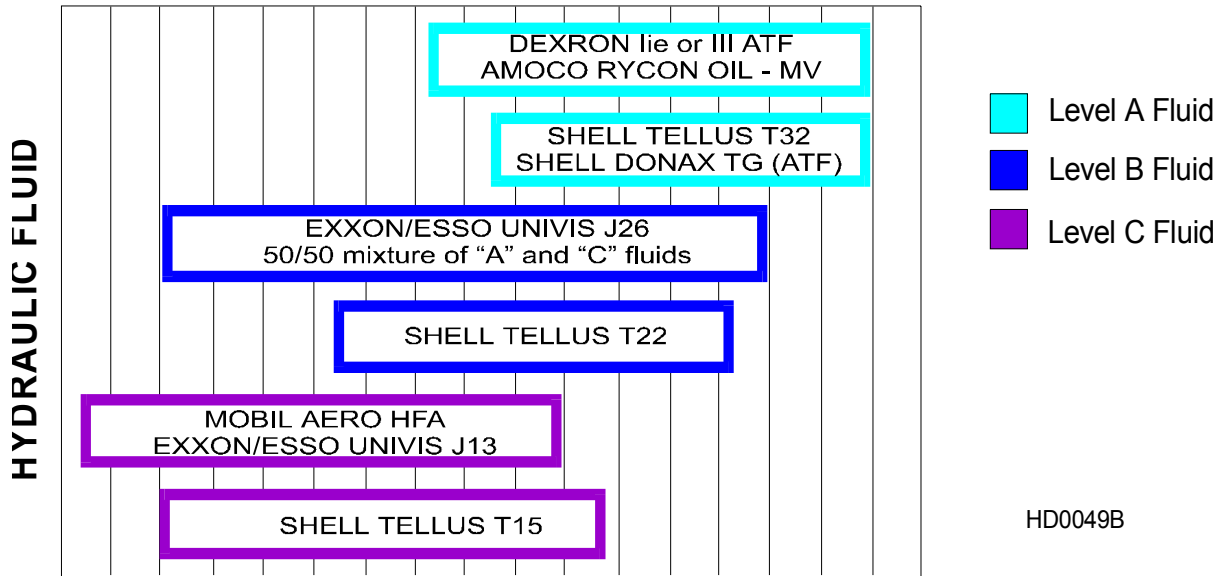 HYDRAULIC FLUID
DEXRON IIe or III ATF
AMOCO RYCON OIL - MV
SHELL TELLUS T32
SHELL DONAX TG (ATF)
EXXON/ESSO UNIVIS J26
50/50 mixture of “A” and “C” fluids
SHELL TELLUS T22
MOBIL AERO HFA
EXXON/ESSO UNIVIS J13
SHELL TELLUS T15
Level A Fluid
Level B Fluid
Level C Fluid
HD0049B